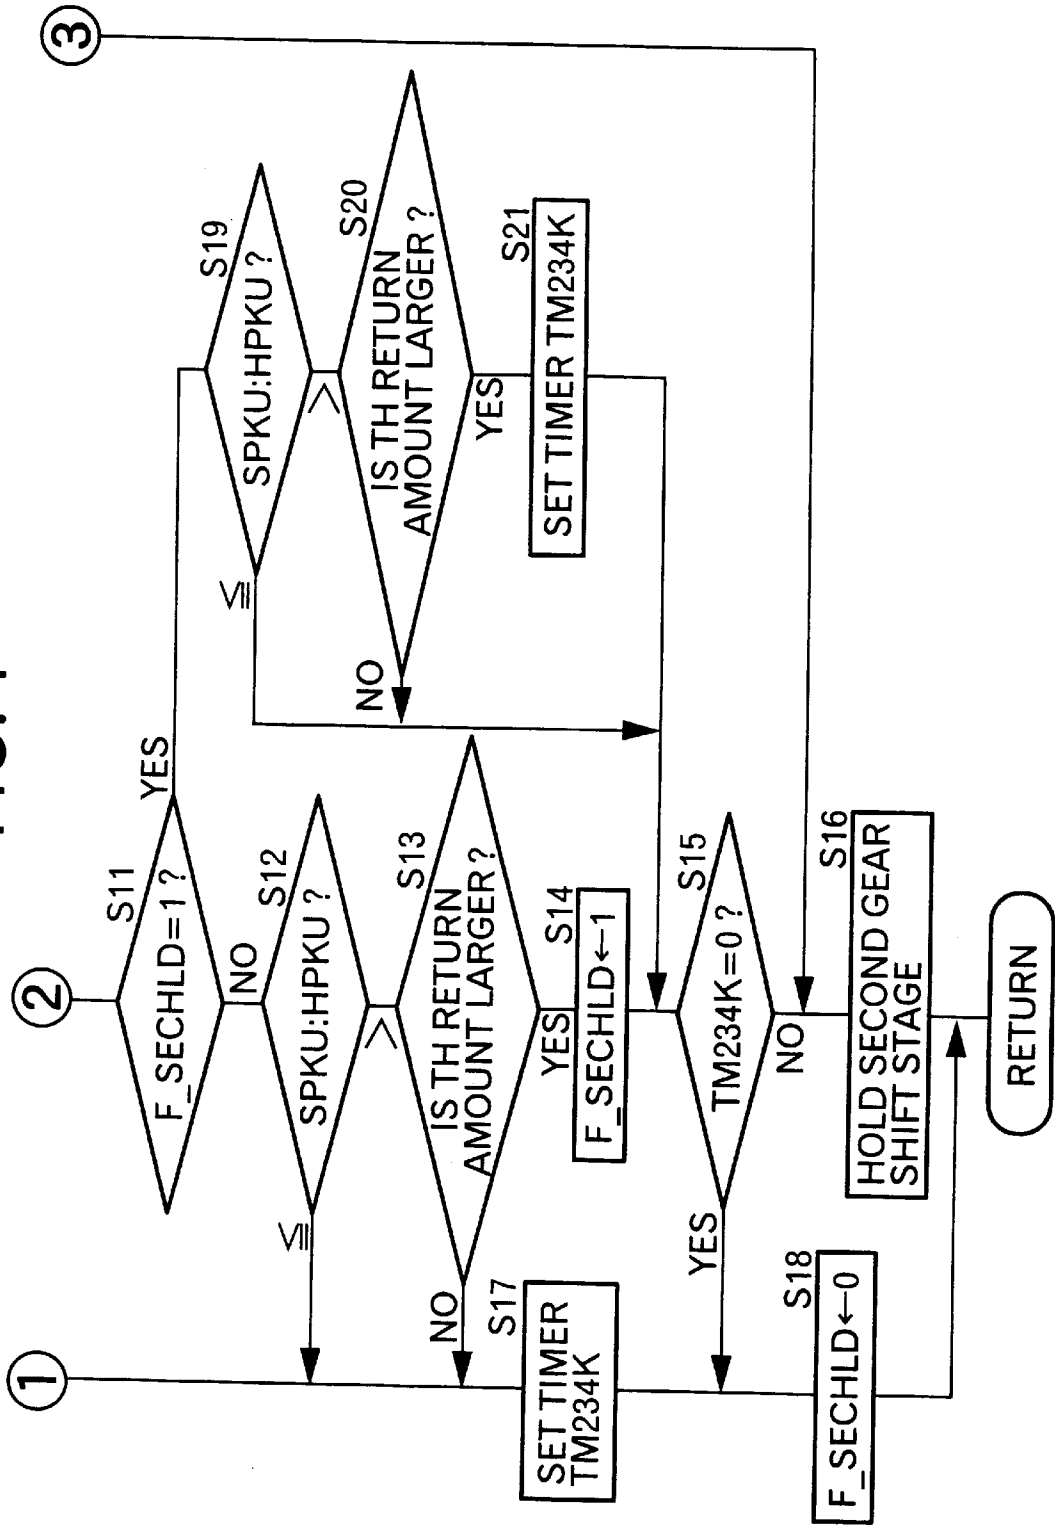 1
2
3
S11
F_SECHLD=1 ?
YES
NO
S12
SPKU:HPKU ?
≦
>
S13
IS TH RETURN
AMOUNT LARGER ?
NO
YES
S14
F_SECHLD←1
S15
TM234K=0 ?
YES
NO
S16
HOLD SECOND GEAR
SHIFT STAGE
S17
SET TIMER
TM234K
S18
F_SECHLD←0
S19
SPKU:HPKU ?
≦
>
S20
IS TH RETURN
AMOUNT LARGER ?
NO
YES
S21
SET TIMER TM234K
RETURN